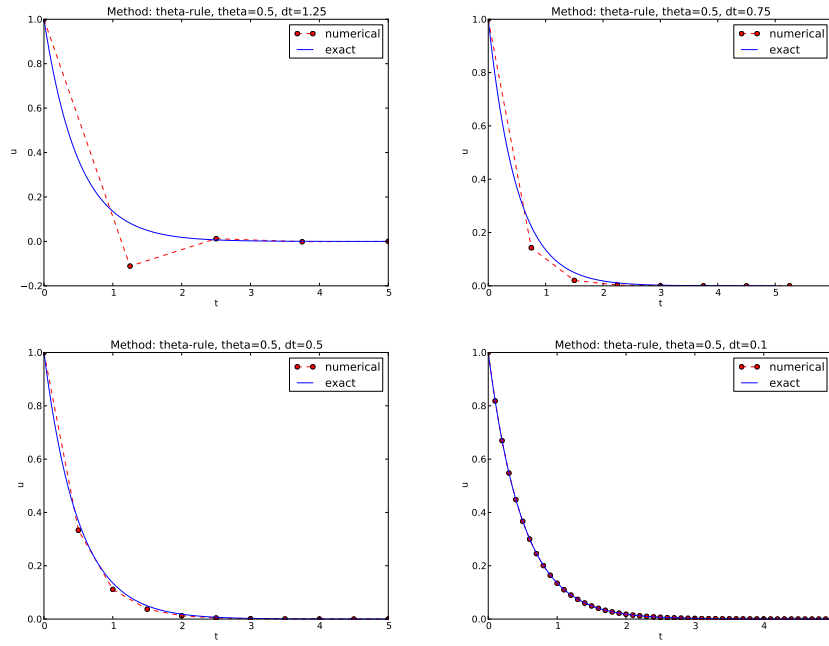 Method: theta-rule, theta=0.5, dt=1.25
1.0
0.8
0.6
0.4
0.2
0.0
−0.2
u
0 1 2 3 4 5
t
numerical
exact
Method: theta-rule, theta=0.5, dt=0.75
1.0
0.8
0.6
0.4
0.2
0.0
u
0 1 2 3 4 5
t
numerical
exact
Method: theta-rule, theta=0.5, dt=0.5
1.0
0.8
0.6
0.4
0.2
0.0
u
0 1 2 3 4 5
t
numerical
exact
Method: theta-rule, theta=0.5, dt=0.1
1.0
0.8
0.6
0.4
0.2
0.0
u
0 1 2 3 4
t
numerical
exact